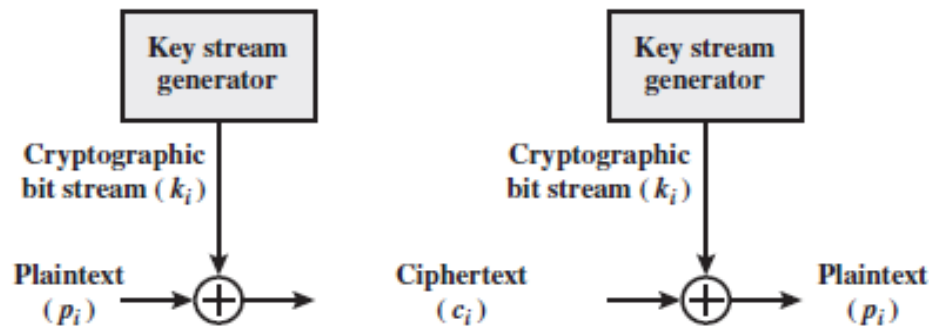 Key stream
generator
Cryptographic
bit stream ( kᵢ )
Key stream
generator
Cryptographic
bit stream ( kᵢ )
Plaintext
( pᵢ )
Ciphertext
( cᵢ )
Plaintext
( pᵢ )